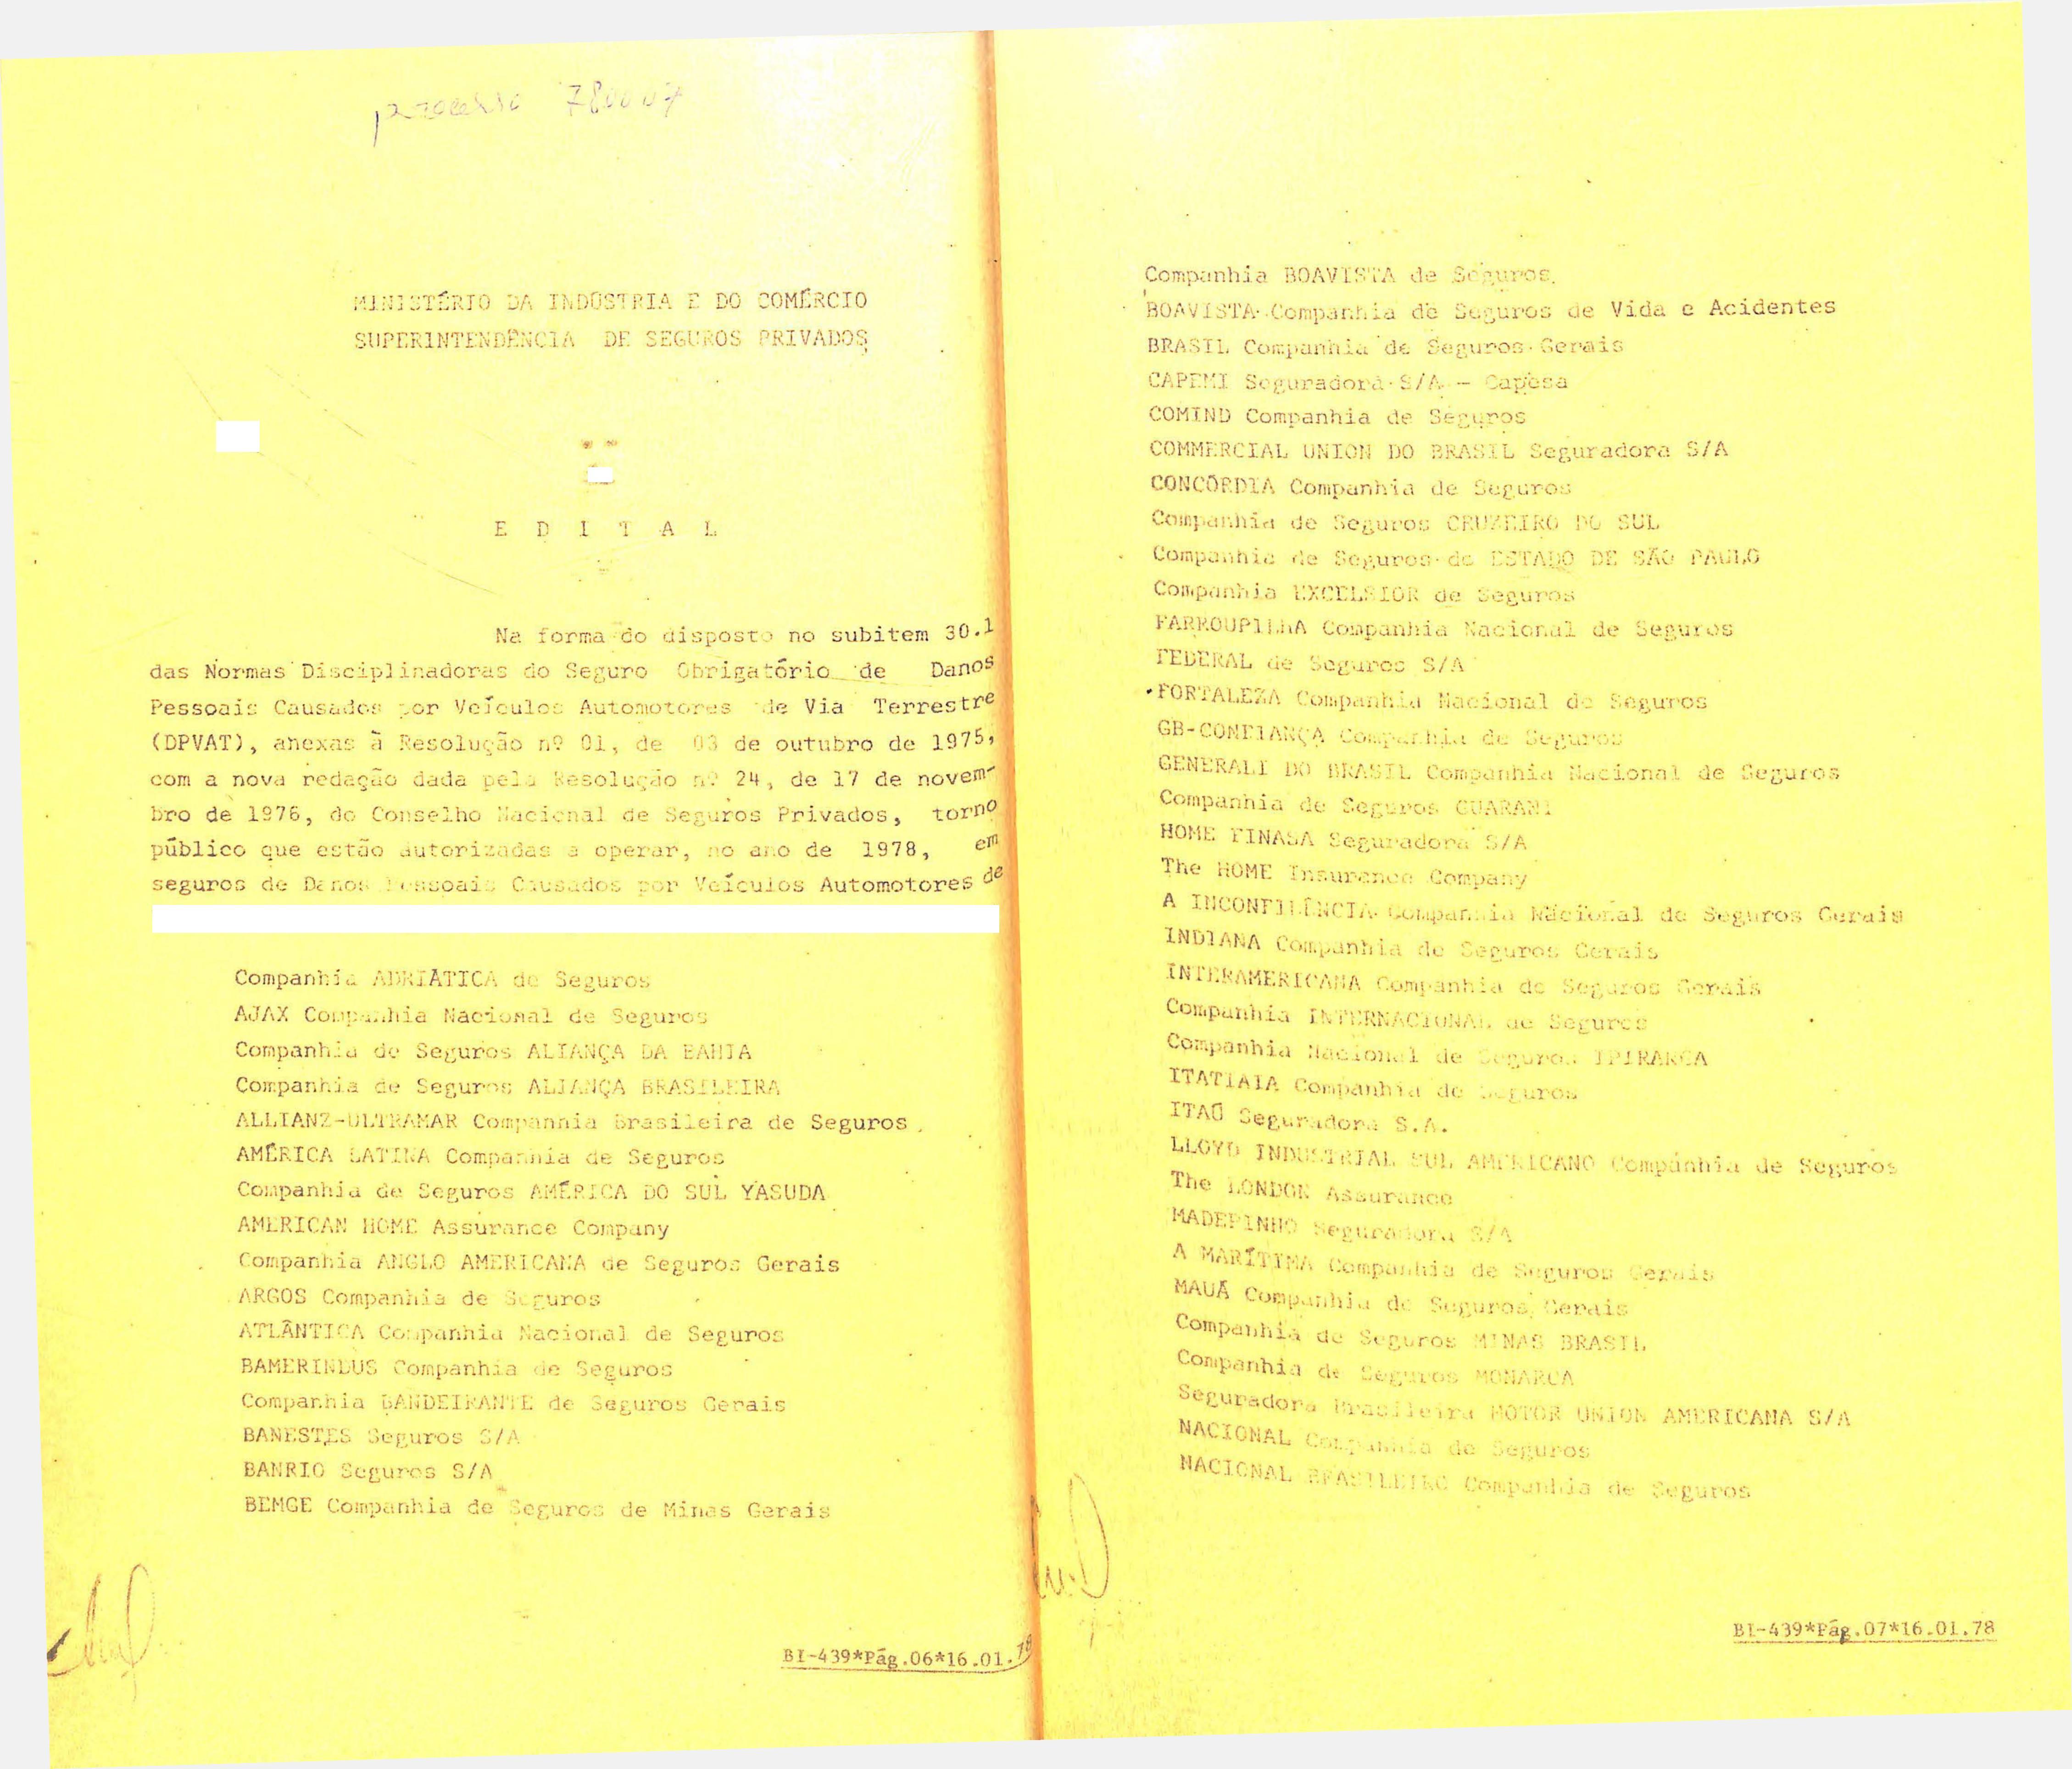 processo 780007
MINISTÉRIO DA INDÚSTRIA E DO COMÉRCIO
SUPERINTENDÊNCIA DE SEGUROS PRIVADOS
E D I T A L
Na forma do disposto no subitem 30.1
das Normas Disciplinadoras do Seguro Obrigatório de Danos
Pessoais Causados por Veículos Automotores de Via Terrestre
(DPVAT), anexas à Resolução nº 01, de 03 de outubro de 1975,
com a nova redação dada pela Resolução nº 24, de 17 de novem-
bro de 1976, do Conselho Nacional de Seguros Privados, torno
público que estão autorizadas a operar, no ano de 1978, em
seguros de Danos Pessoais Causados por Veículos Automotores de
Companhia ADRIÁTICA de Seguros
AJAX Companhia Nacional de Seguros
Companhia de Seguros ALIANÇA DA BAHIA
Companhia de Seguros ALIANÇA BRASILEIRA
ALLIANZ-ULTRAMAR Companhia Brasileira de Seguros
AMÉRICA LATINA Companhia de Seguros
Companhia de Seguros AMÉRICA DO SUL YASUDA
AMERICAN HOME Assurance Company
Companhia ANGLO AMERICANA de Seguros Gerais
ARGOS Companhia de Seguros
ATLÂNTICA Companhia Nacional de Seguros
BAMERINDUS Companhia de Seguros
Companhia BANDEIRANTE de Seguros Gerais
BANESTES Seguros S/A
BANRIO Seguros S/A
BEMGE Companhia de Seguros de Minas Gerais
BI-439*Pág.06*16.01.78
Companhia BOAVISTA de Seguros
BOAVISTA Companhia de Seguros de Vida e Acidentes
BRASIL Companhia de Seguros Gerais
CAPEMI Seguradora S/A - Capesa
COMIND Companhia de Seguros
COMMERCIAL UNION DO BRASIL Seguradora S/A
CONCÓRDIA Companhia de Seguros
Companhia de Seguros CRUZEIRO DO SUL
Companhia de Seguros do ESTADO DE SÃO PAULO
Companhia EXCELSIOR de Seguros
FARROUPILHA Companhia Nacional de Seguros
FEDERAL de Seguros S/A
FORTALEZA Companhia Nacional de Seguros
GB-CONFIANÇA Companhia de Seguros
GENERALI DO BRASIL Companhia Nacional de Seguros
Companhia de Seguros GUARANI
HOME FINASA Seguradora S/A
The HOME Insurance Company
A INCONFIDÊNCIA Companhia Nacional de Seguros Gerais
INDIANA Companhia de Seguros Gerais
INTERAMERICANA Companhia de Seguros Gerais
Companhia INTERNACIONAL de Seguros
Companhia Nacional de Seguros IPIRANGA
ITATIAIA Companhia de Seguros
ITAÚ Seguradora S.A.
LLOYD INDUSTRIAL SUL AMERICANO Companhia de Seguros
The LONDON Assurance
MADEPINHO Seguradora S/A
A MARÍTIMA Companhia de Seguros Gerais
MAUÁ Companhia de Seguros Gerais
Companhia de Seguros MINAS BRASIL
Companhia de Seguros MONARCA
Seguradora Brasileira MOTOR UNION AMERICANA S/A
NACIONAL Companhia de Seguros
NACIONAL BRASILEIRO Companhia de Seguros
BI-439*Pág.07*16.01.78